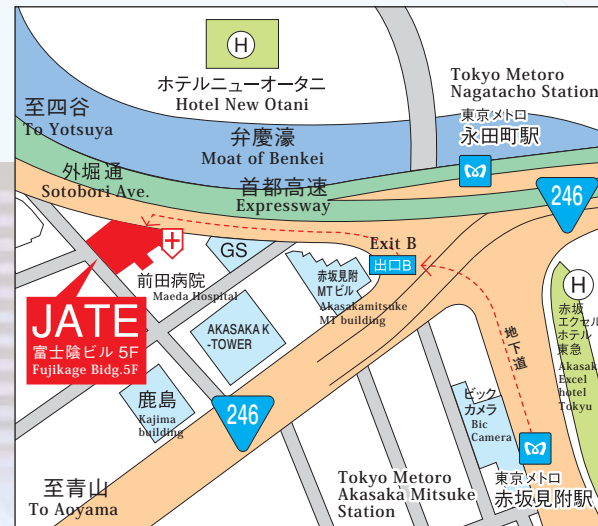 H
ホテルニューオータニ
Hotel New Otani
Tokyo Metoro
Nagatacho Station
東京メトロ
永田町駅
至四谷
To Yotsuya
弁慶濠
Moat of Benkei
外堀通
Sotobori Ave.
首都高速
Expressway
246
Exit B
出口B
GS
前田病院
Maeda Hospital
赤坂見附
MTビル
Akasakamitsuke
MT building
H
赤坂
エクセル
ホテル
東急
Akasak
Excel
hotel
Tokyu
JATE
富士陰ビル 5F
Fujikage Bidg.5F
AKASAKA K
-TOWER
地下道
鹿島
Kajima
building
246
ビック
カメラ
Bic
Camera
至青山
To Aoyama
Tokyo Metoro
Akasaka Mitsuke
Station
東京メトロ
赤坂見附駅